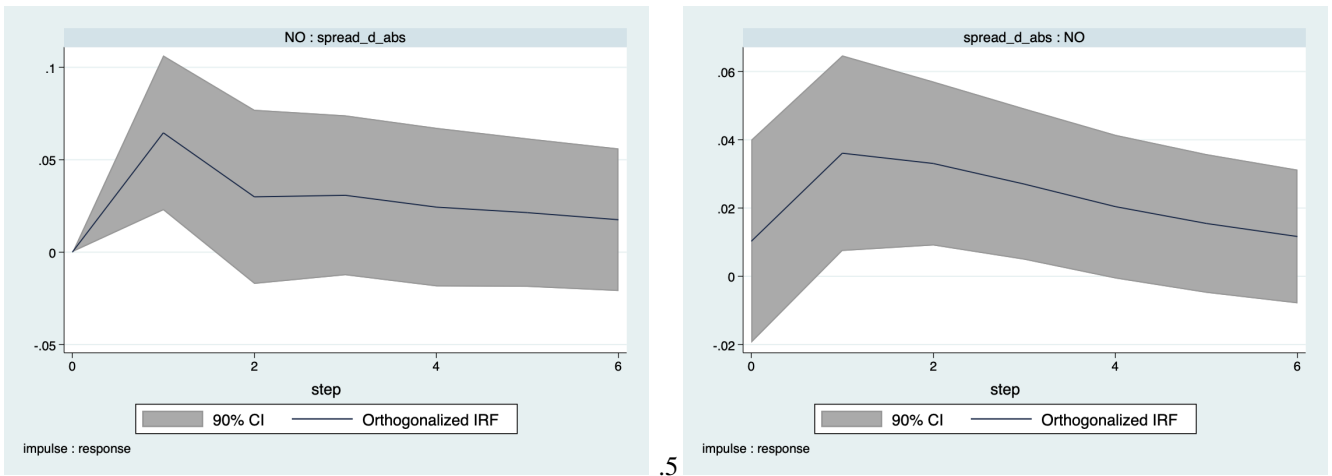 NO : spread_d_abs
.1
.05
0
-.05
0 2 4 6
step
90% CI Orthogonalized IRF
impulse : response
.5
spread_d_abs : NO
.06
.04
.02
0
-.02
0 2 4 6
step
90% CI Orthogonalized IRF
impulse : response